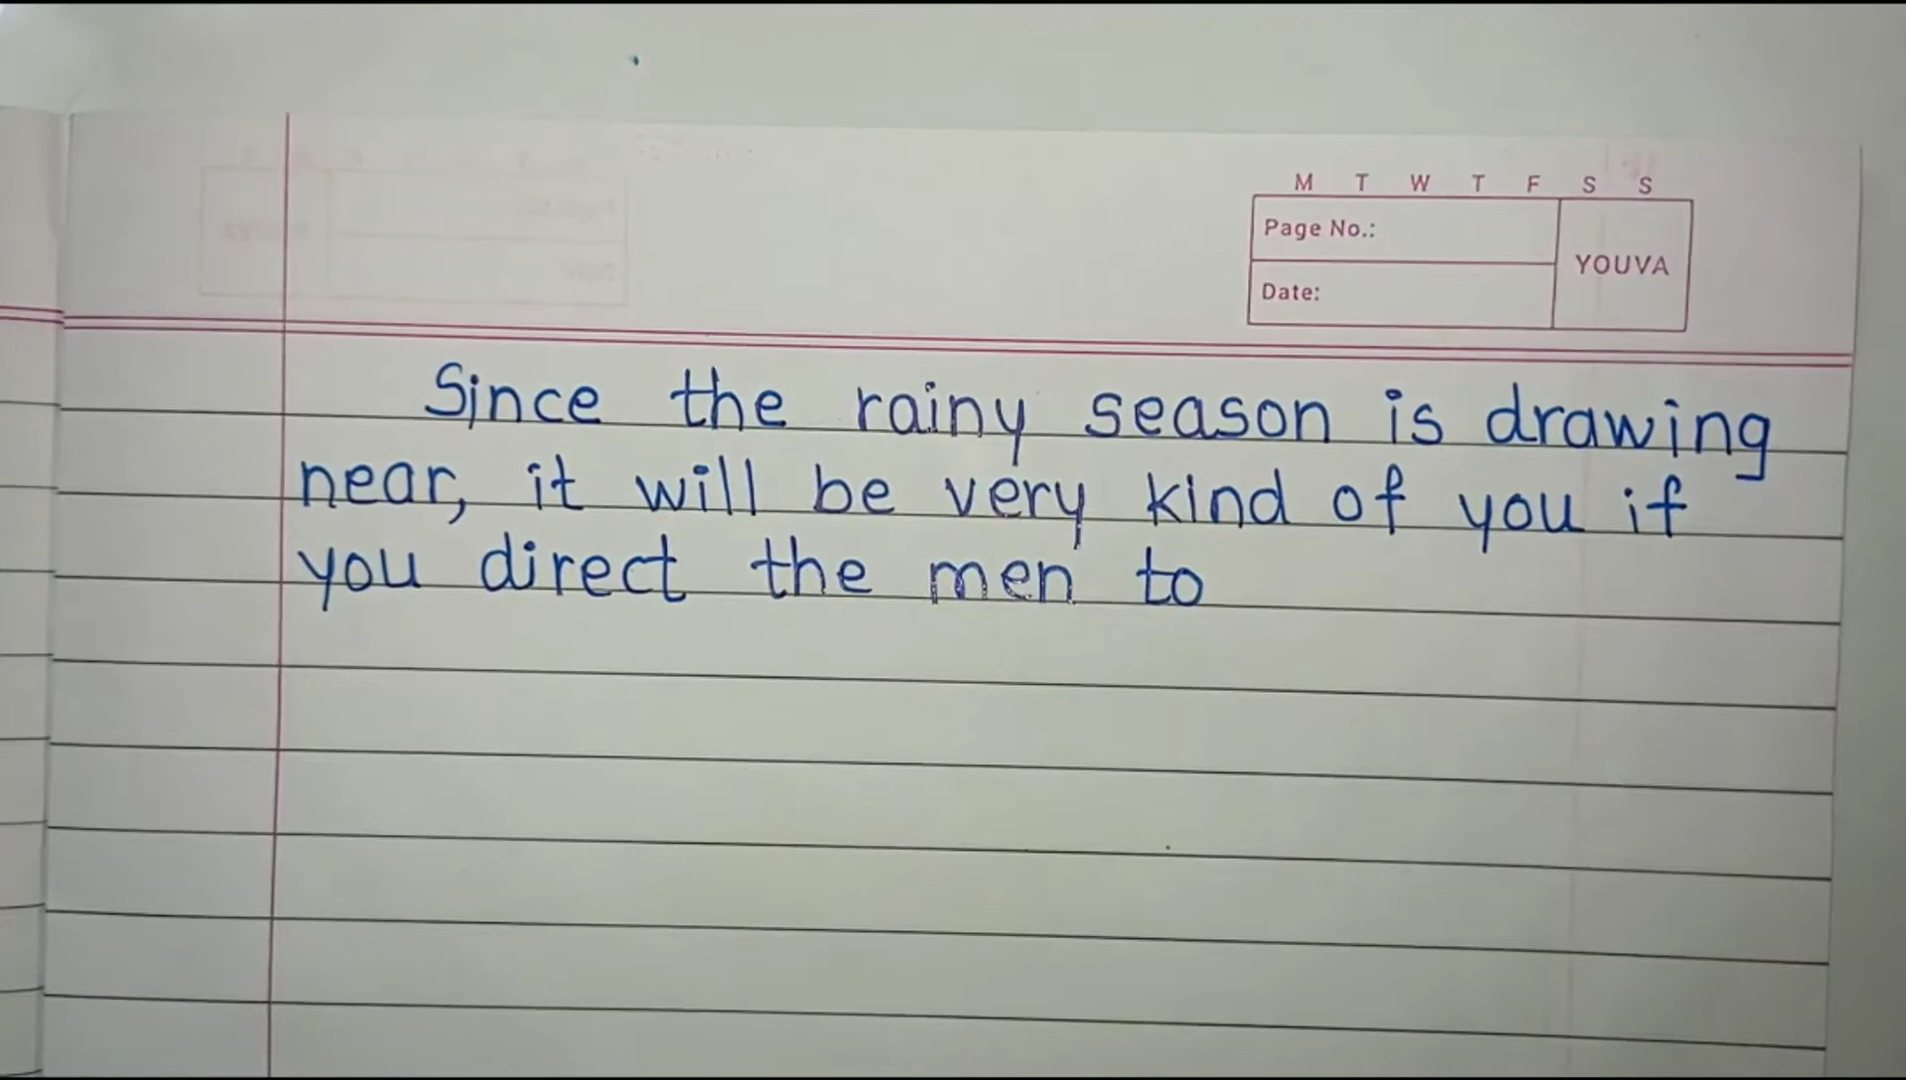 M T W T F S S
Page No.:
YOUVA
Date:
Since the rainy season is drawing
near, it will be very kind of you if
you direct the men to